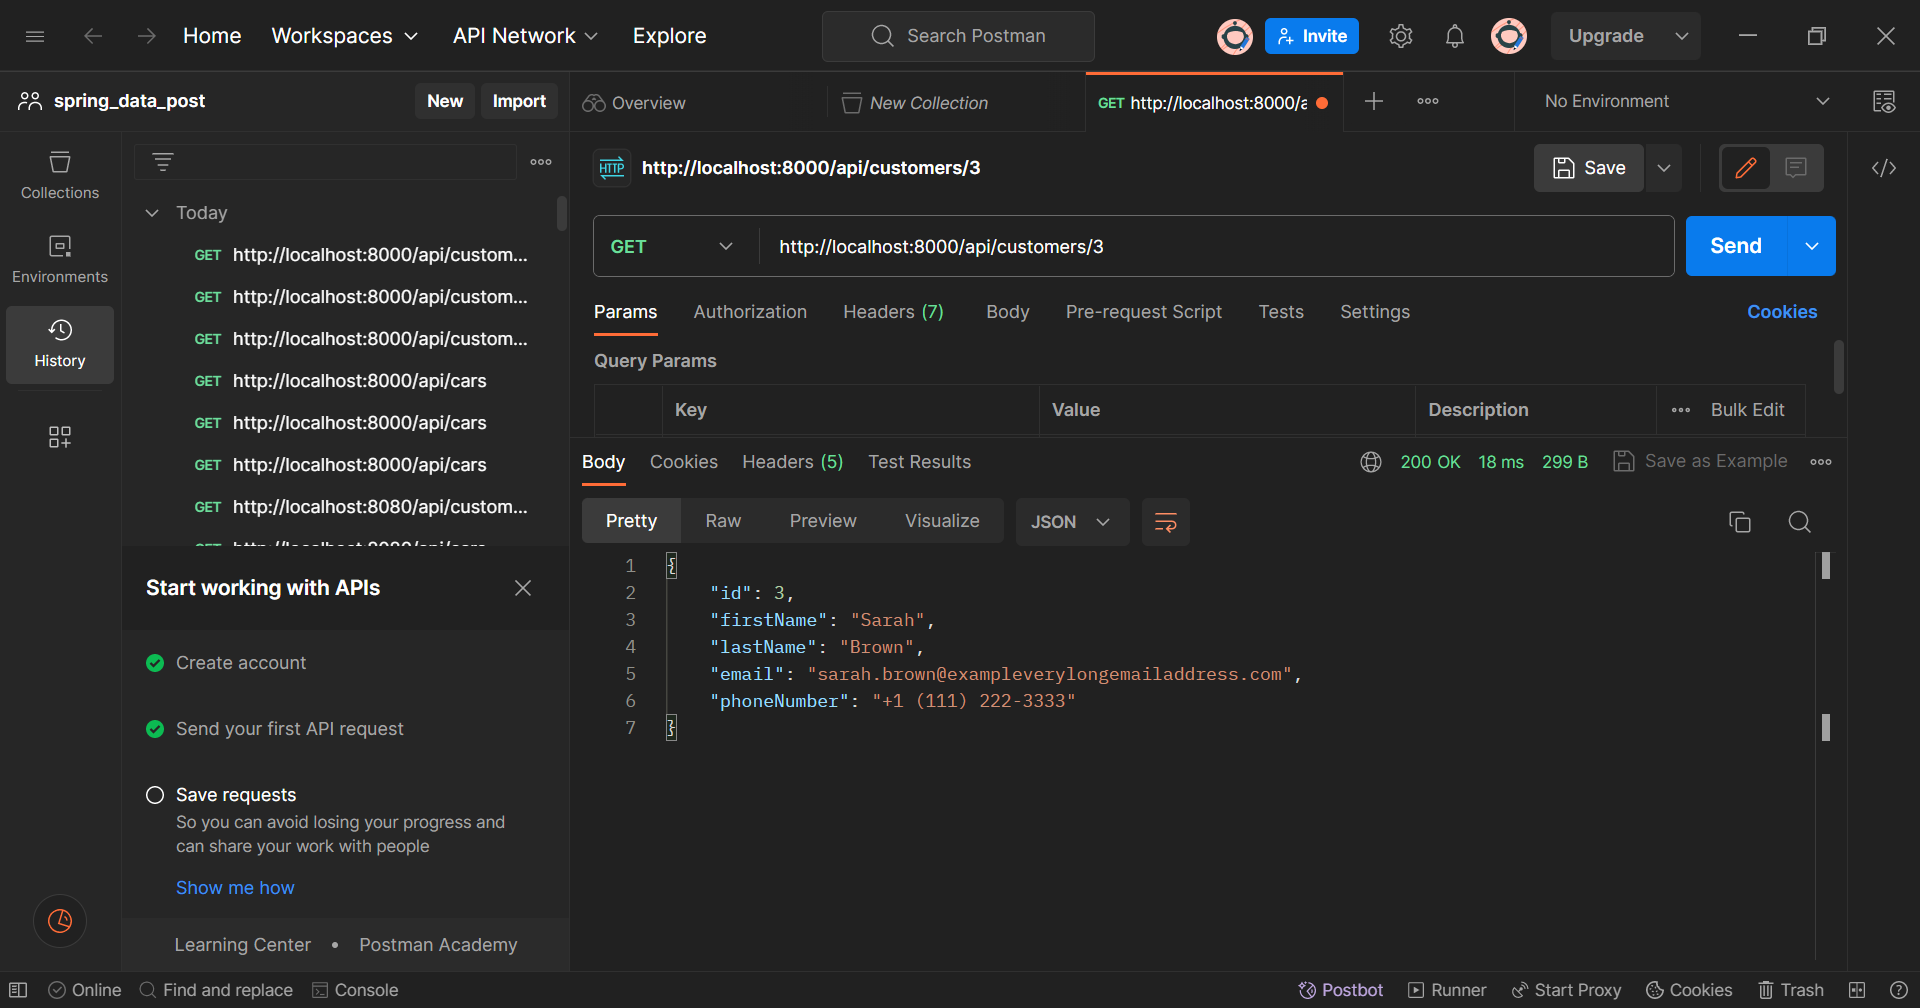 Home Workspaces API Network Explore Search Postman Invite Upgrade
spring_data_post New Import Overview New Collection GET http://localhost:8000/a No Environment
Collections
Environments
History
Today
GET http://localhost:8000/api/custom...
GET http://localhost:8000/api/custom...
GET http://localhost:8000/api/custom...
GET http://localhost:8000/api/cars
GET http://localhost:8000/api/cars
GET http://localhost:8000/api/cars
GET http://localhost:8080/api/custom...
Start working with APIs
Create account
Send your first API request
Save requests
So you can avoid losing your progress and
can share your work with people
Show me how
Learning Center • Postman Academy
HTTP http://localhost:8000/api/customers/3 Save
GET http://localhost:8000/api/customers/3 Send
Params Authorization Headers (7) Body Pre-request Script Tests Settings Cookies
Query Params
Key Value Description Bulk Edit
Body Cookies Headers (5) Test Results 200 OK 18 ms 299 B Save as Example
Pretty Raw Preview Visualize JSON
1 {
2 "id": 3,
3 "firstName": "Sarah",
4 "lastName": "Brown",
5 "email": "sarah.brown@exampleverylongemailaddress.com",
6 "phoneNumber": "+1 (111) 222-3333"
7 }
Online Find and replace Console Postbot Runner Start Proxy Cookies Trash